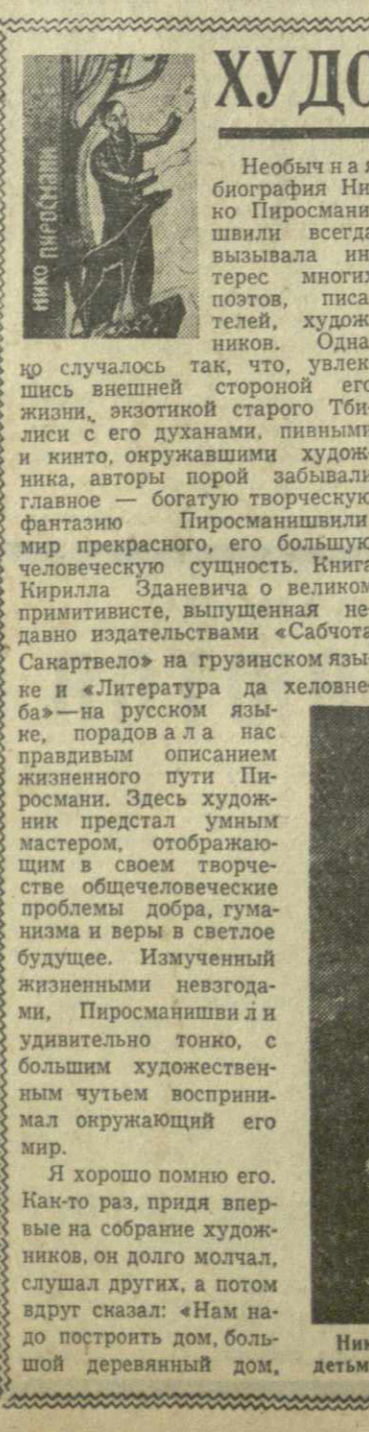 НИКО ПИРОСМАНИ
ХУДО
Необычная
биография Ни-
ко Пиросмани-
швили всегда
вызывала ин-
терес многих
поэтов, писа-
телей, худож-
ников. Одна-
ко случалось так, что, увлек-
шись внешней стороной его
жизни, экзотикой старого Тби-
лиси с его духанами, пивными
и кинто, окружавшими худож-
ника, авторы порой забывали
главное — богатую творческую
фантазию Пиросманишвили,
мир прекрасного, его большую
человеческую сущность. Книга
Кирилла Зданевича о великом
примитивисте, выпущенная не-
давно издательствами «Сабчота
Сакартвело» на грузинском язы-
ке и «Литература да хеловне-
ба»—на русском язы-
ке, порадовала нас
правдивым описанием
жизненного пути Пи-
росмани. Здесь худож-
ник предстал умным
мастером, отображаю-
щим в своем творче-
стве общечеловеческие
проблемы добра, гума-
низма и веры в светлое
будущее. Измученный
жизненными невзгода-
ми, Пиросманишвили
удивительно тонко, с
большим художествен-
ным чутьем восприни-
мал окружающий его
мир.
Я хорошо помню его.
Как-то раз, придя впер-
вые на собрание худож-
ников, он долго молчал,
слушал других, а потом
вдруг сказал: «Нам на-
до построить дом, боль-
шой деревянный дом,
Ник
детьм